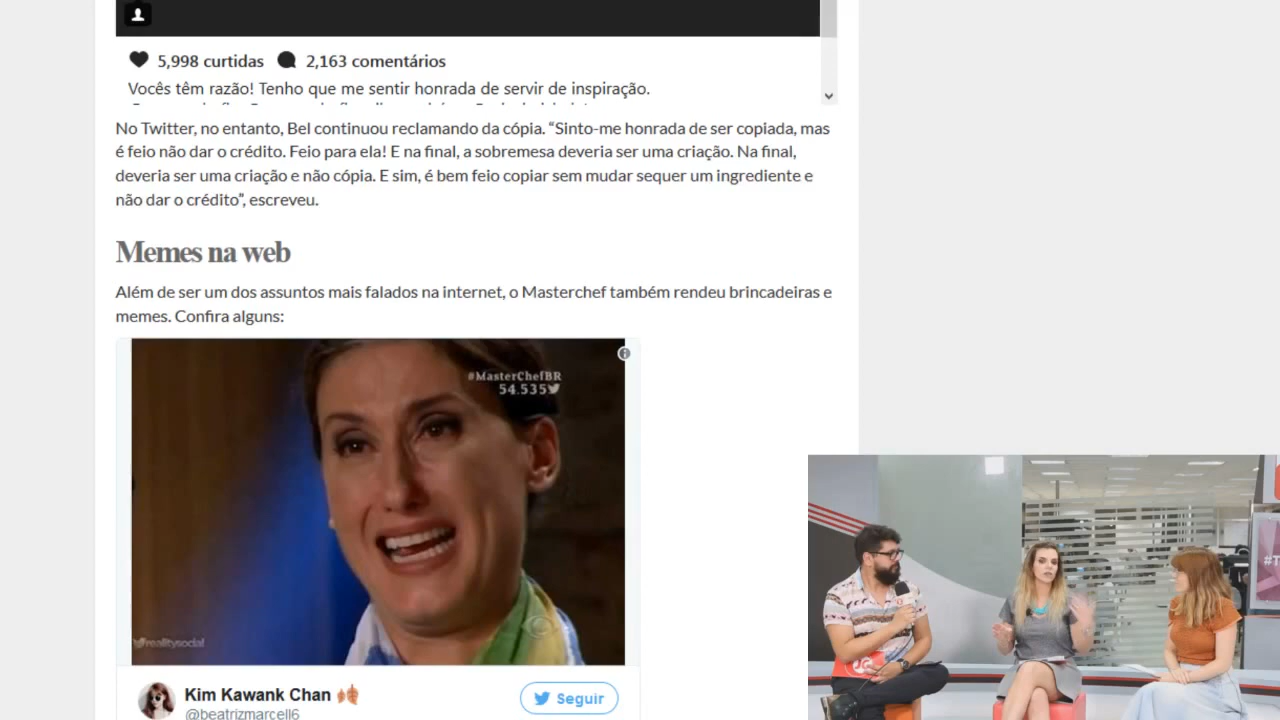 5,998 curtidas 2,163 comentários
Vocês têm razão! Tenho que me sentir honrada de servir de inspiração.
No Twitter, no entanto, Bel continuou reclamando da cópia. “Sinto-me honrada de ser copiada, mas
é feio não dar o crédito. Feio para ela! E na final, a sobremesa deveria ser uma criação. Na final,
deveria ser uma criação e não cópia. E sim, é bem feio copiar sem mudar sequer um ingrediente e
não dar o crédito”, escreveu.
Memes na web
Além de ser um dos assuntos mais falados na internet, o Masterchef também rendeu brincadeiras e
memes. Confira alguns:
#MasterChefBR
54.535
#realitysocial
Kim Kawank Chan
Seguir
@beatrizmarcell6
#T